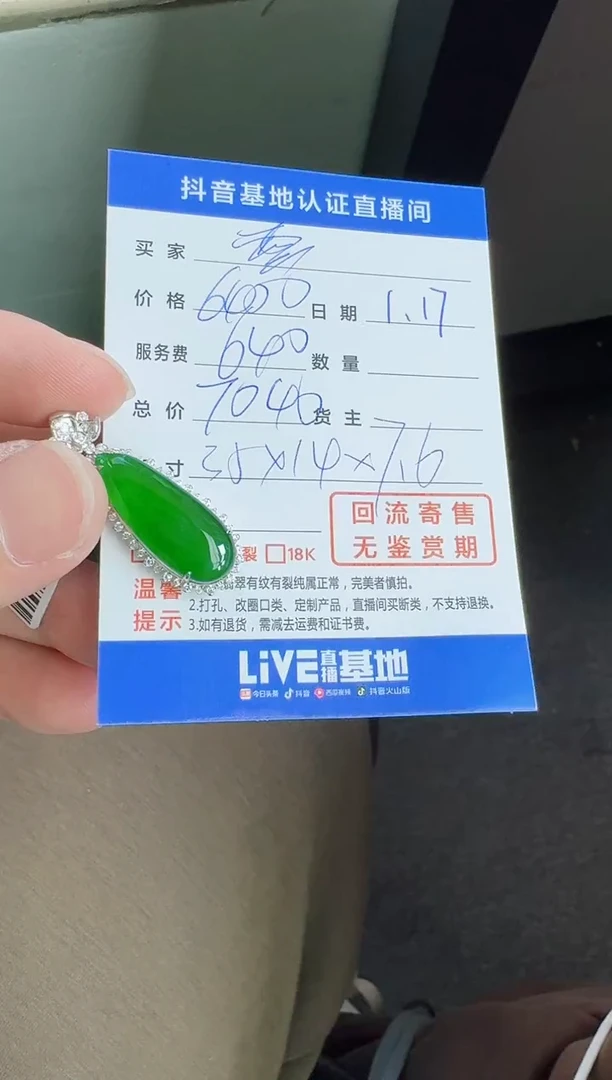 抖音基地认证直播间
买家
价格 6400 日期 1.17
服务费 640 数量
总价 7040 货主
寸 35×14×7.6
回流寄售
无鉴赏期
裂 18K
温馨提示
翡翠有纹有裂纯属正常，完美者慎拍。
2.打孔、改圈口类、定制产品，直播间买断类，不支持退换。
3.如有退货，需减去运费和证书费。
LiVE直播基地
今日头条 抖音 西瓜视频 抖音火山版